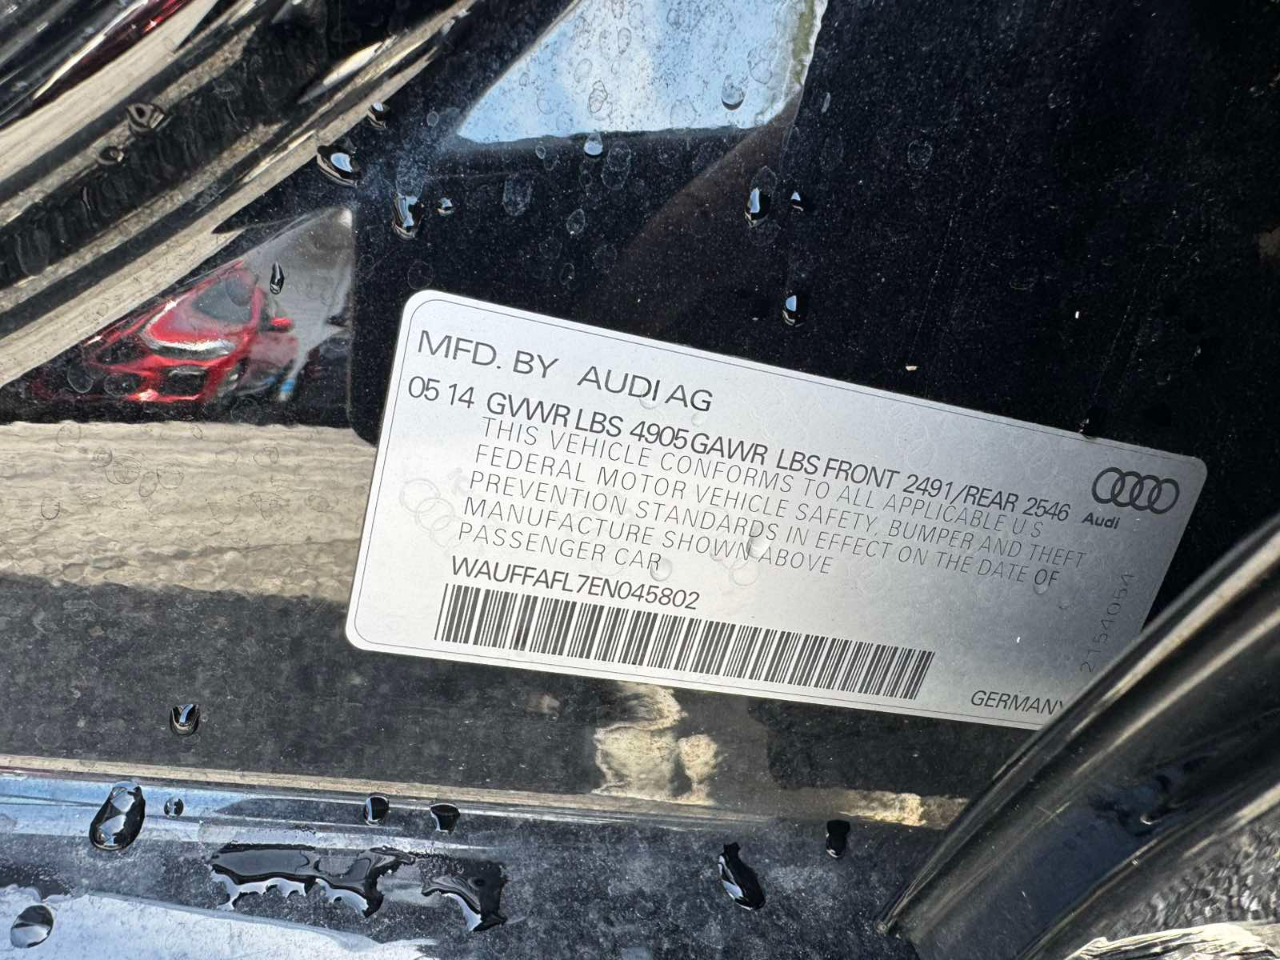 MFD. BY AUDI AG
05 14 GVWR LBS 4905 GAWR LBS FRONT 2491/REAR 2546
THIS VEHICLE CONFORMS TO ALL APPLICABLE U S
FEDERAL MOTOR VEHICLE SAFETY, BUMPER AND THEFT
PREVENTION STANDARDS IN EFFECT ON THE DATE OF
MANUFACTURE SHOWN ABOVE
PASSENGER CAR
WAUFFAFL7EN045802
Audi
2154054
GERMANY